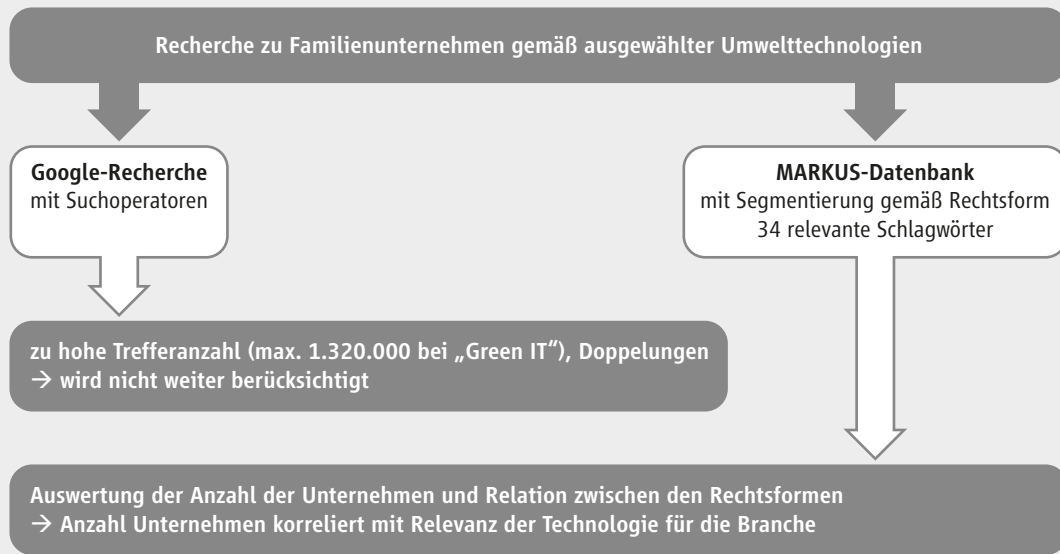 Recherche zu Familienunternehmen gemäß ausgewählter Umwelttechnologien
Google-Recherche
mit Suchoperatoren
MARKUS-Datenbank
mit Segmentierung gemäß Rechtsform
34 relevante Schlagwörter
zu hohe Trefferanzahl (max. 1.320.000 bei „Green IT“), Doppelungen
→ wird nicht weiter berücksichtigt
Auswertung der Anzahl der Unternehmen und Relation zwischen den Rechtsformen
→ Anzahl Unternehmen korreliert mit Relevanz der Technologie für die Branche